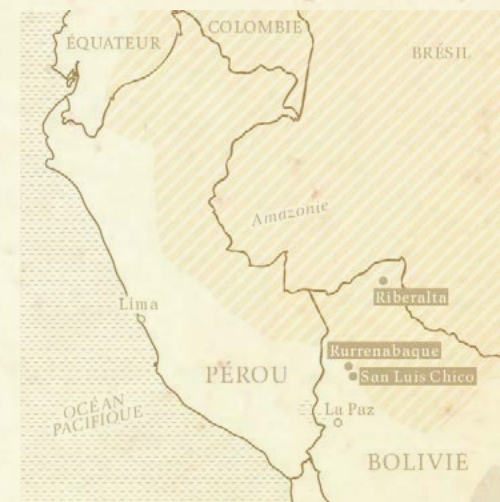 COLOMBIE
ÉQUATEUR
BRÉSIL
Amazonie
Riberalta
Lima
Rurrenabaque
San Luis Chico
PÉROU
OCÉAN
PACIFIQUE
La Paz
BOLIVIE